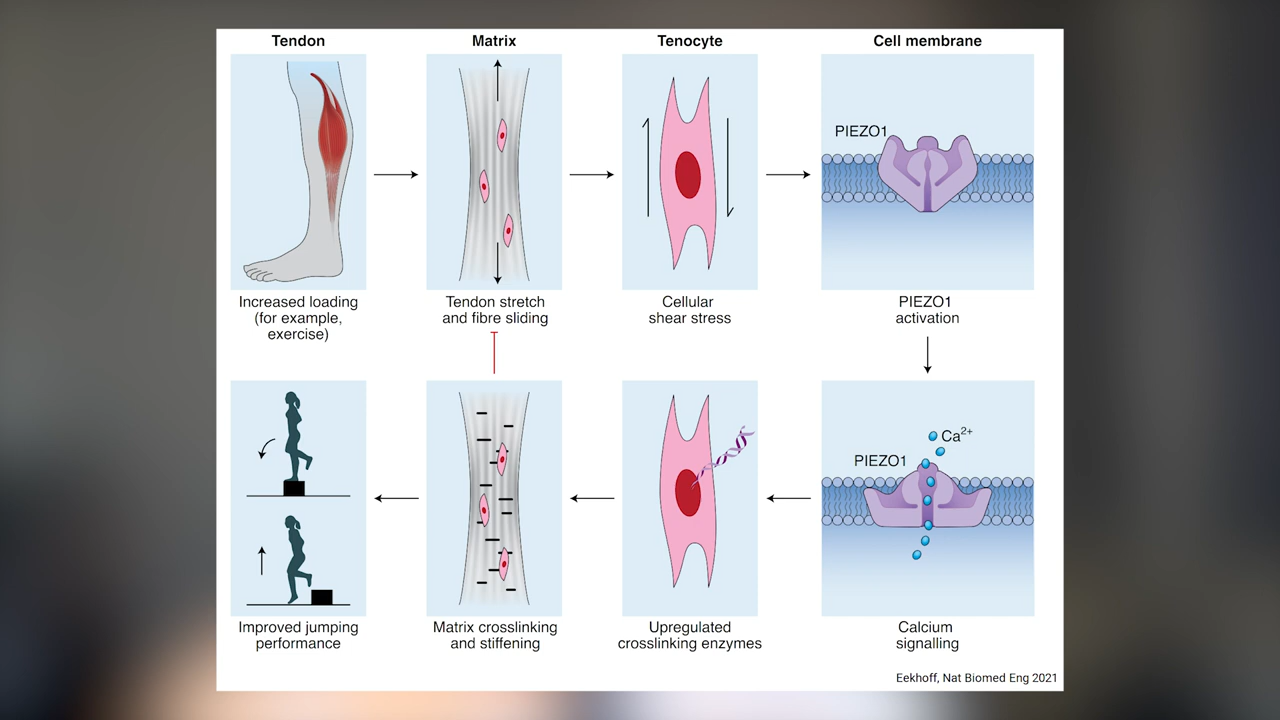 Tendon
Matrix
Tenocyte
Cell membrane
PIEZO1
Increased loading
(for example,
exercise)
Tendon stretch
and fibre sliding
Cellular
shear stress
PIEZO1
activation
Ca²⁺
PIEZO1
Improved jumping
performance
Matrix crosslinking
and stiffening
Upregulated
crosslinking enzymes
Calcium
signalling
Eekhoff, Nat Biomed Eng 2021